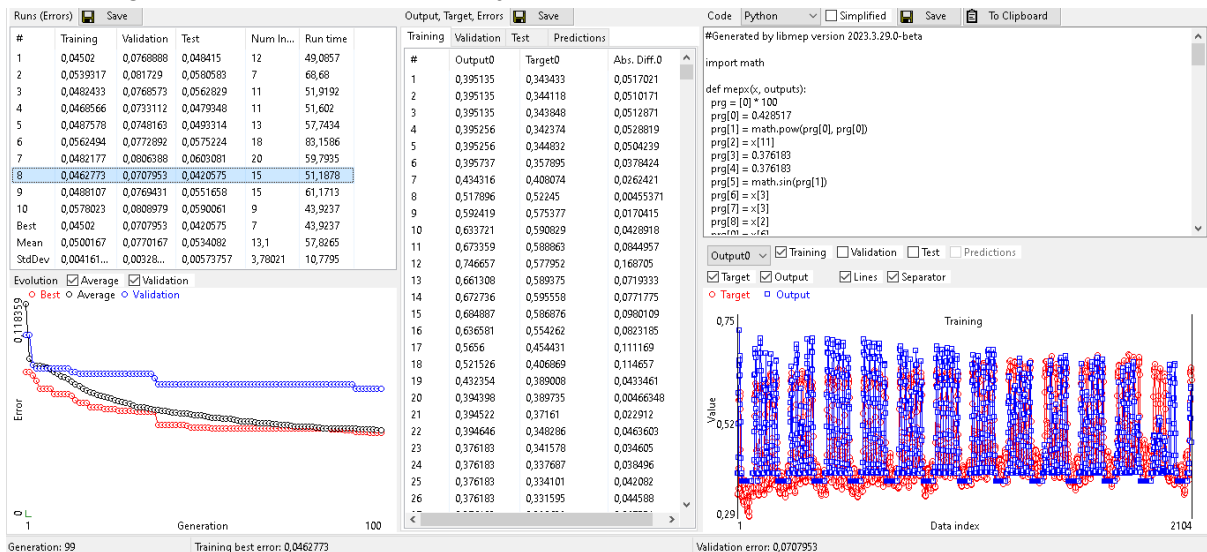 Runs (Errors) Save
# Training Validation Test Num In... Run time
1 0,04502 0,0768888 0,048415 12 49,0857
2 0,0539317 0,081729 0,0580583 7 68,68
3 0,0482433 0,0768573 0,0562829 11 51,9192
4 0,0468566 0,0733112 0,0479348 11 51,602
5 0,0487578 0,0748163 0,0493314 13 57,7434
6 0,0562494 0,0772892 0,0575224 18 83,1586
7 0,0482177 0,0806388 0,0603081 20 59,7935
8 0,0462773 0,0707953 0,0420575 15 51,1878
9 0,0488107 0,0769431 0,0551658 15 61,1713
10 0,0578023 0,0808979 0,0590061 9 43,9237
Best 0,04502 0,0707953 0,0420575 7 43,9237
Mean 0,0500167 0,0770167 0,0534082 13,1 57,8265
StdDev 0,004161... 0,00328... 0,00573757 3,78021 10,7795
Evolution Average Validation
Best Average Validation
0,118359
Error
0
1 Generation 100
Output, Target, Errors Save
Training Validation Test Predictions
# Output0 Target0 Abs. Diff.0
1 0,395135 0,343433 0,0517021
2 0,395135 0,344118 0,0510171
3 0,395135 0,343848 0,0512871
4 0,395256 0,342374 0,0528819
5 0,395256 0,344832 0,0504239
6 0,395737 0,357895 0,0378424
7 0,434316 0,408074 0,0262421
8 0,517896 0,52245 0,00455371
9 0,592419 0,575377 0,0170415
10 0,633721 0,590829 0,0428918
11 0,673359 0,588863 0,0844957
12 0,746657 0,577952 0,168705
13 0,661308 0,589375 0,0719333
14 0,672736 0,595558 0,0771775
15 0,684887 0,586876 0,0980109
16 0,636581 0,554262 0,0823185
17 0,5656 0,454431 0,111169
18 0,521526 0,406869 0,114657
19 0,432354 0,389008 0,0433461
20 0,394398 0,389735 0,00466348
21 0,394522 0,37161 0,022912
22 0,394646 0,348286 0,0463603
23 0,376183 0,341578 0,034605
24 0,376183 0,337687 0,038496
25 0,376183 0,334101 0,042082
26 0,376183 0,331595 0,044588
Code Python Simplified Save To Clipboard
#Generated by libmep version 2023.3.29.0-beta
import math
def mepx(x, outputs):
prg = [0] * 100
prg[0] = 0.428517
prg[1] = math.pow(prg[0], prg[0])
prg[2] = x[11]
prg[3] = 0.376183
prg[4] = 0.376183
prg[5] = math.sin(prg[1])
prg[6] = x[3]
prg[7] = x[3]
prg[8] = x[2]
Output0 Training Validation Test Predictions
Target Output Lines Separator
Target Output
Training
0,75
Value
0,52
0,29
1 Data index 2104
Generation: 99 Training best error: 0,0462773 Validation error: 0,0707953